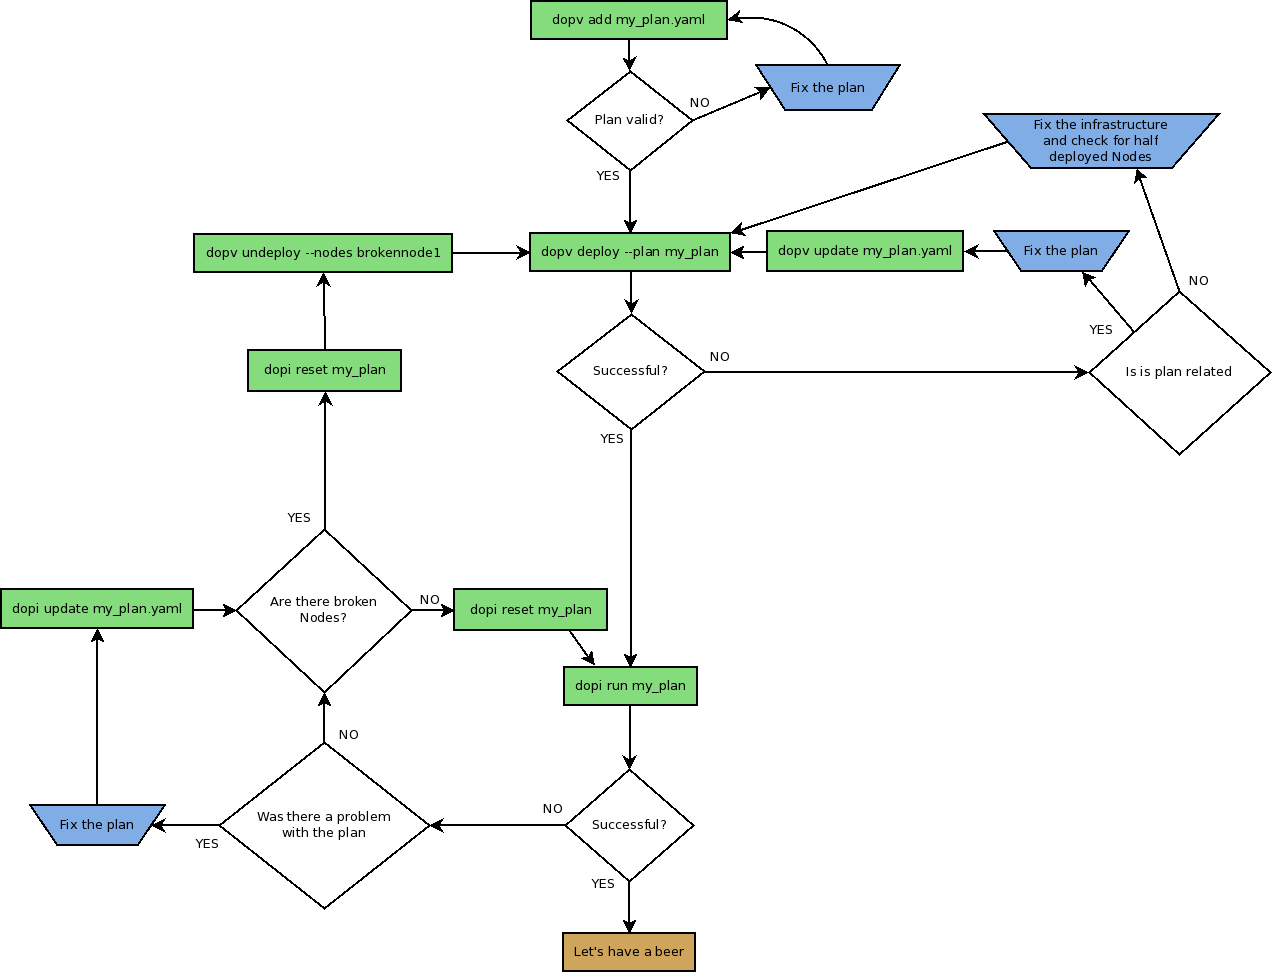 dopv add my_plan.yaml
Fix the plan
NO
Plan valid?
Fix the infrastructure
and check for half
deployed Nodes
YES
dopv undeploy --nodes brokennode1
dopv deploy --plan my_plan
dopv update my_plan.yaml
Fix the plan
NO
YES
dopi reset my_plan
Successful?
NO
Is is plan related
YES
YES
Are there broken
Nodes?
NO
dopi update my_plan.yaml
dopi reset my_plan
dopi run my_plan
NO
Fix the plan
Was there a problem
with the plan
NO
Successful?
YES
YES
Let's have a beer